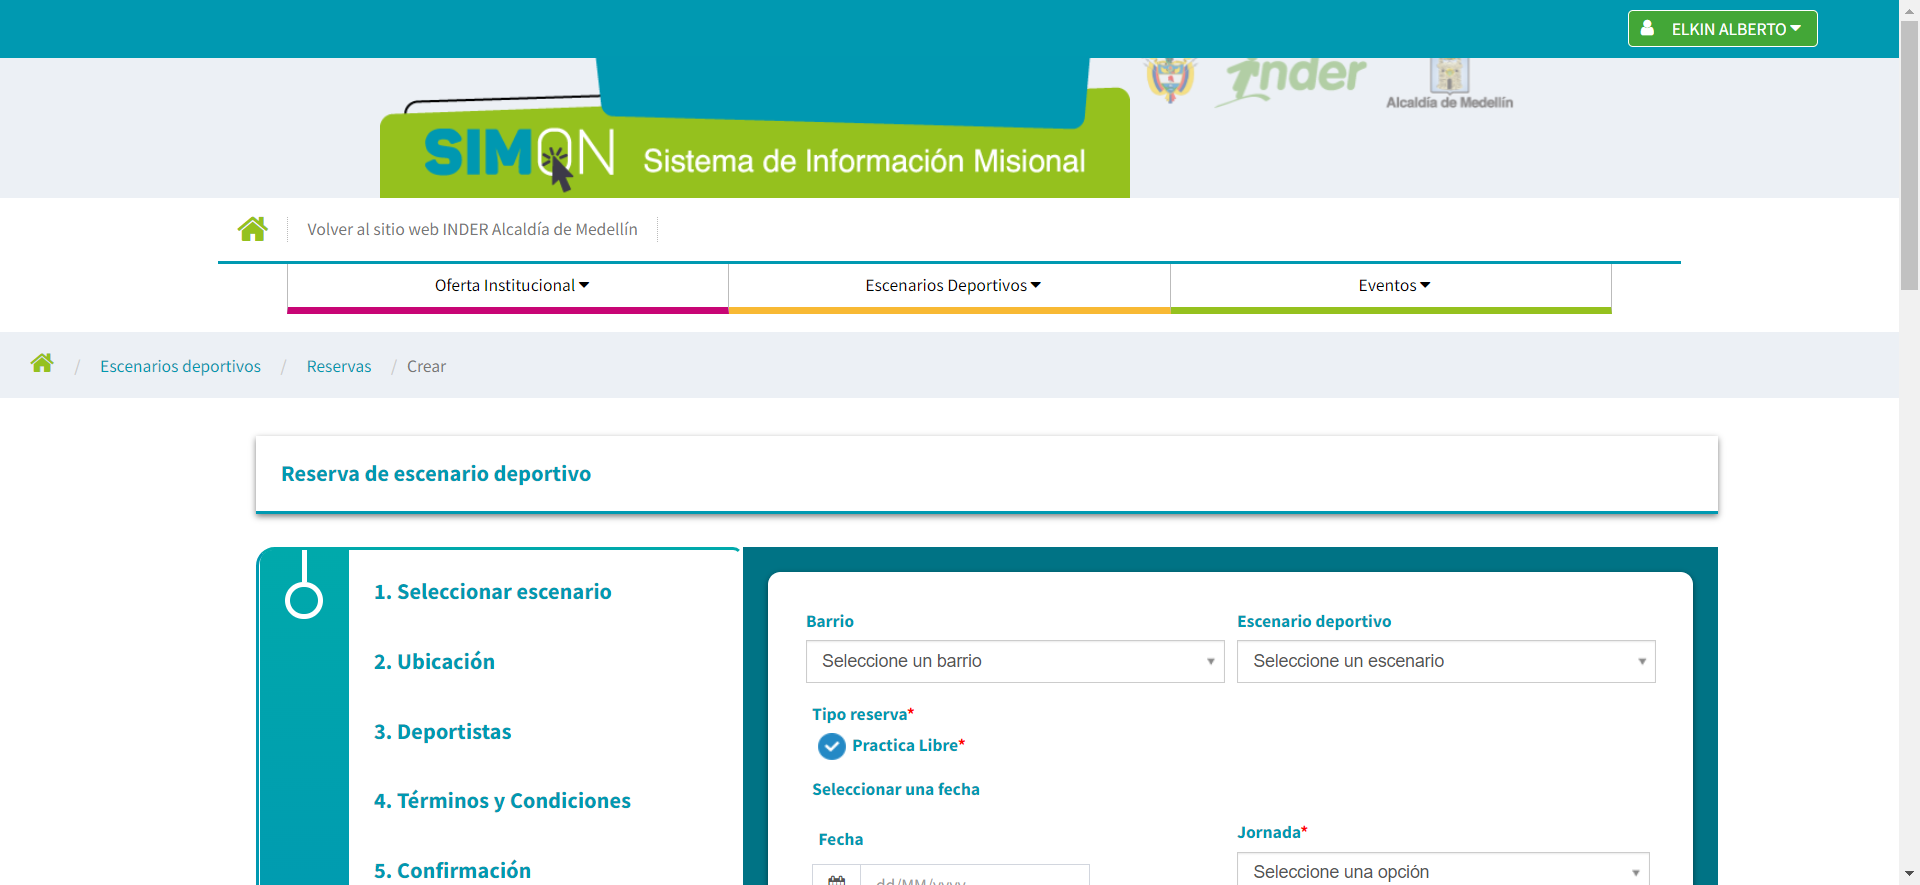 ELKIN ALBERTO
inder
Alcaldía de Medellín
SIMON Sistema de Información Misional
Volver al sitio web INDER Alcaldía de Medellín
Oferta Institucional Escenarios Deportivos Eventos
/ Escenarios deportivos / Reservas / Crear
Reserva de escenario deportivo
1. Seleccionar escenario
2. Ubicación
3. Deportistas
4. Términos y Condiciones
5. Confirmación
Barrio Escenario deportivo
Seleccione un barrio Seleccione un escenario
Tipo reserva*
Practica Libre*
Seleccionar una fecha
Fecha Jornada*
dd/MM/yyyy Seleccione una opción